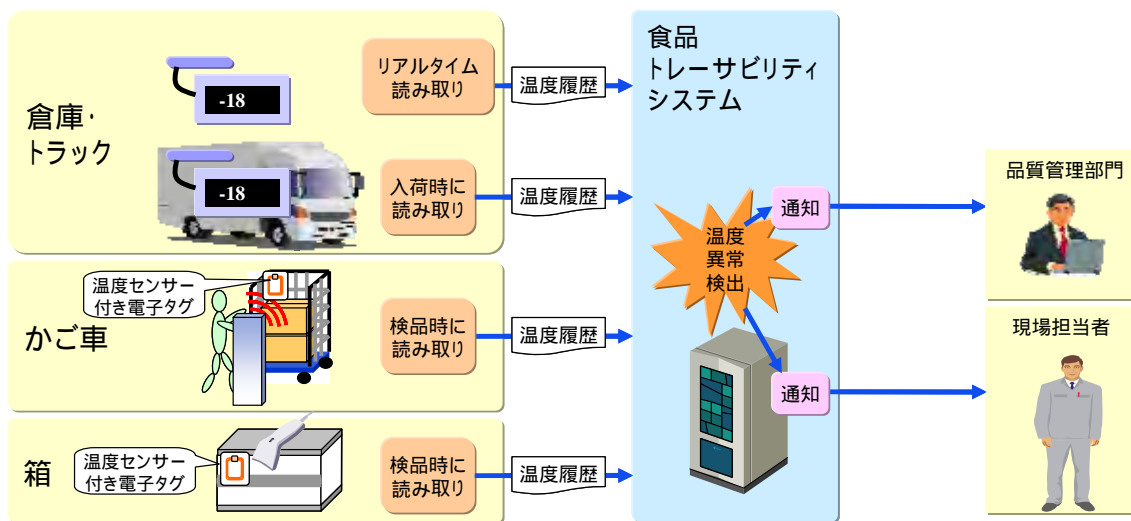 倉庫・
トラック
-18
-18
リアルタイム
読み取り
温度履歴
入荷時に
読み取り
温度履歴
かご車
温度センサー
付き電子タグ
検品時に
読み取り
温度履歴
箱
温度センサー
付き電子タグ
検品時に
読み取り
温度履歴
食品
トレーサビリティ
システム
温度
異常
検出
通知
通知
品質管理部門
現場担当者